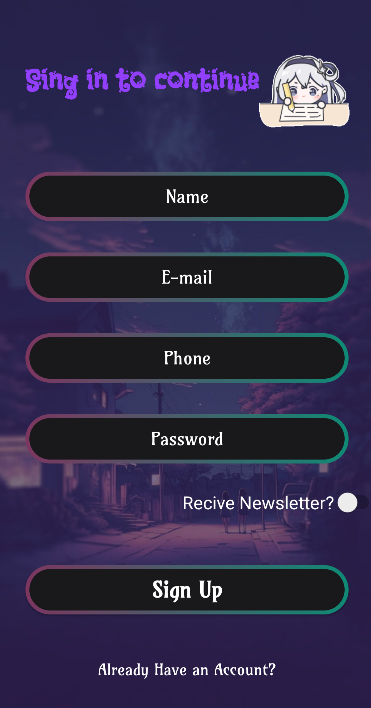 Sing in to continue
Name
E-mail
Phone
Password
Recive Newsletter?
Sign Up
Already Have an Account?